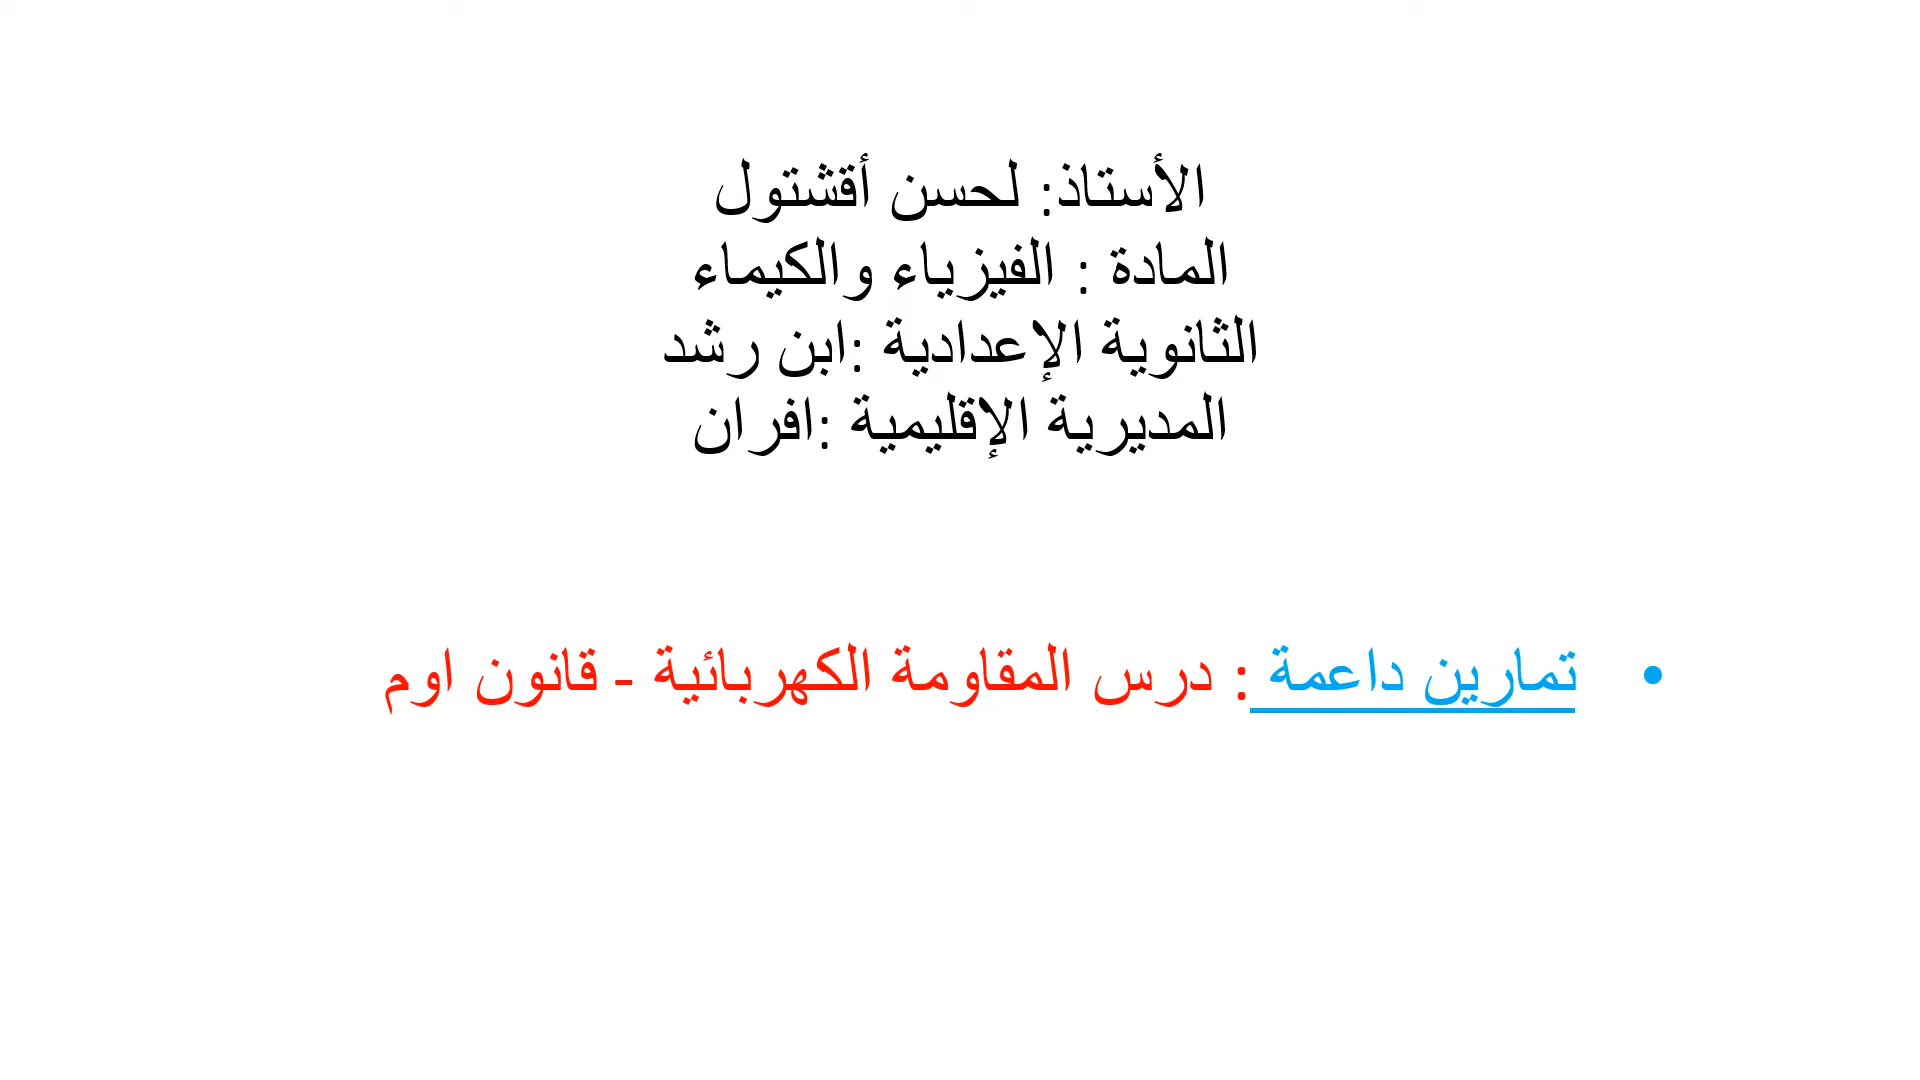 الأستاذ: لحسن أقشتول
المادة : الفيزياء والكيماء
الثانوية الإعدادية :ابن رشد
المديرية الإقليمية :افران
• تمارين داعمة : درس المقاومة الكهربائية - قانون اوم